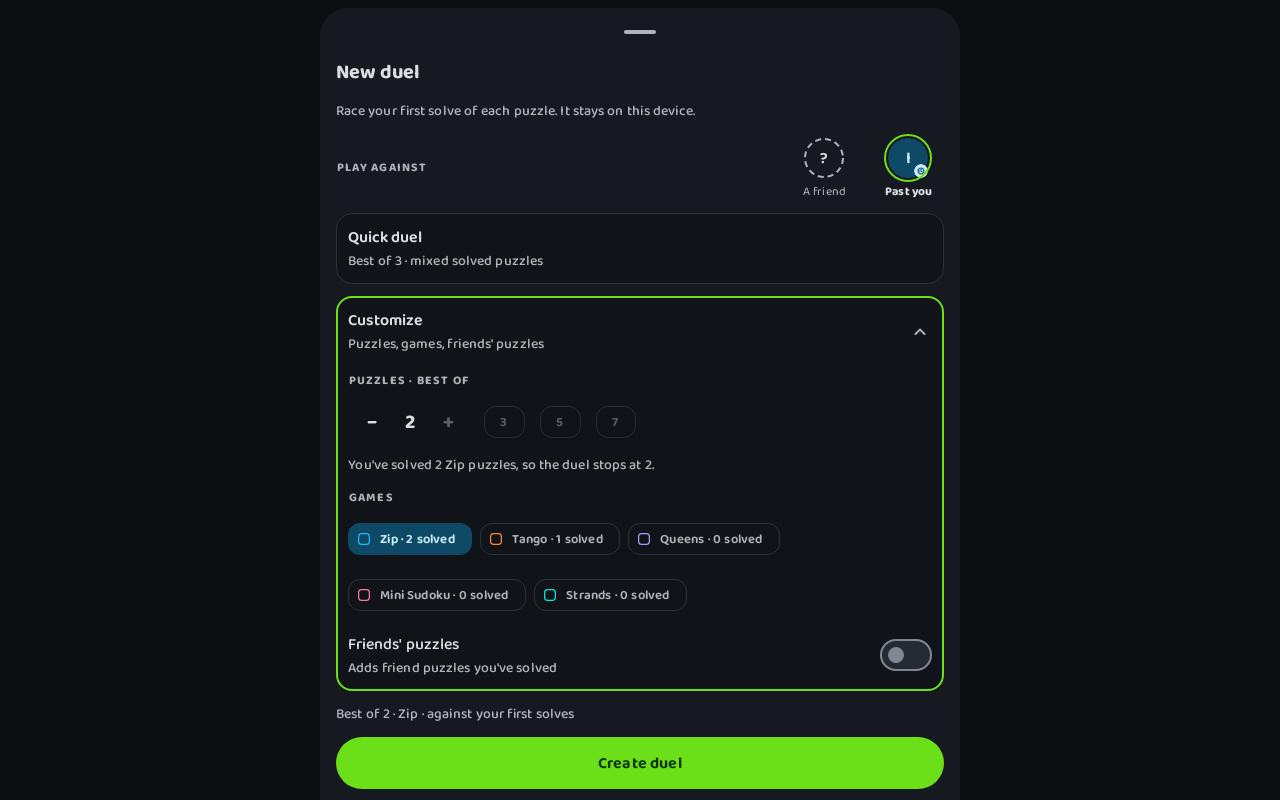 New duel
Race your first solve of each puzzle. It stays on this device.
PLAY AGAINST
?
A friend
Past you
Quick duel
Best of 3 · mixed solved puzzles
Customize
Puzzles, games, friends' puzzles
PUZZLES · BEST OF
− 2 + 3 5 7
You've solved 2 Zip puzzles, so the duel stops at 2.
GAMES
Zip · 2 solved
Tango · 1 solved
Queens · 0 solved
Mini Sudoku · 0 solved
Strands · 0 solved
Friends' puzzles
Adds friend puzzles you've solved
Best of 2 · Zip · against your first solves
Create duel